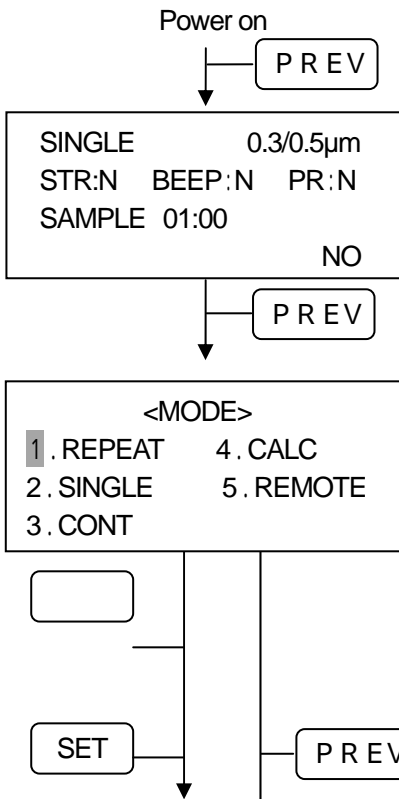 Power on
PREV
SINGLE 0.3/0.5µm
STR:N BEEP:N PR:N
SAMPLE 01:00
NO
PREV
<MODE>
1.REPEAT 4.CALC
2.SINGLE 5.REMOTE
3.CONT
SET PREV